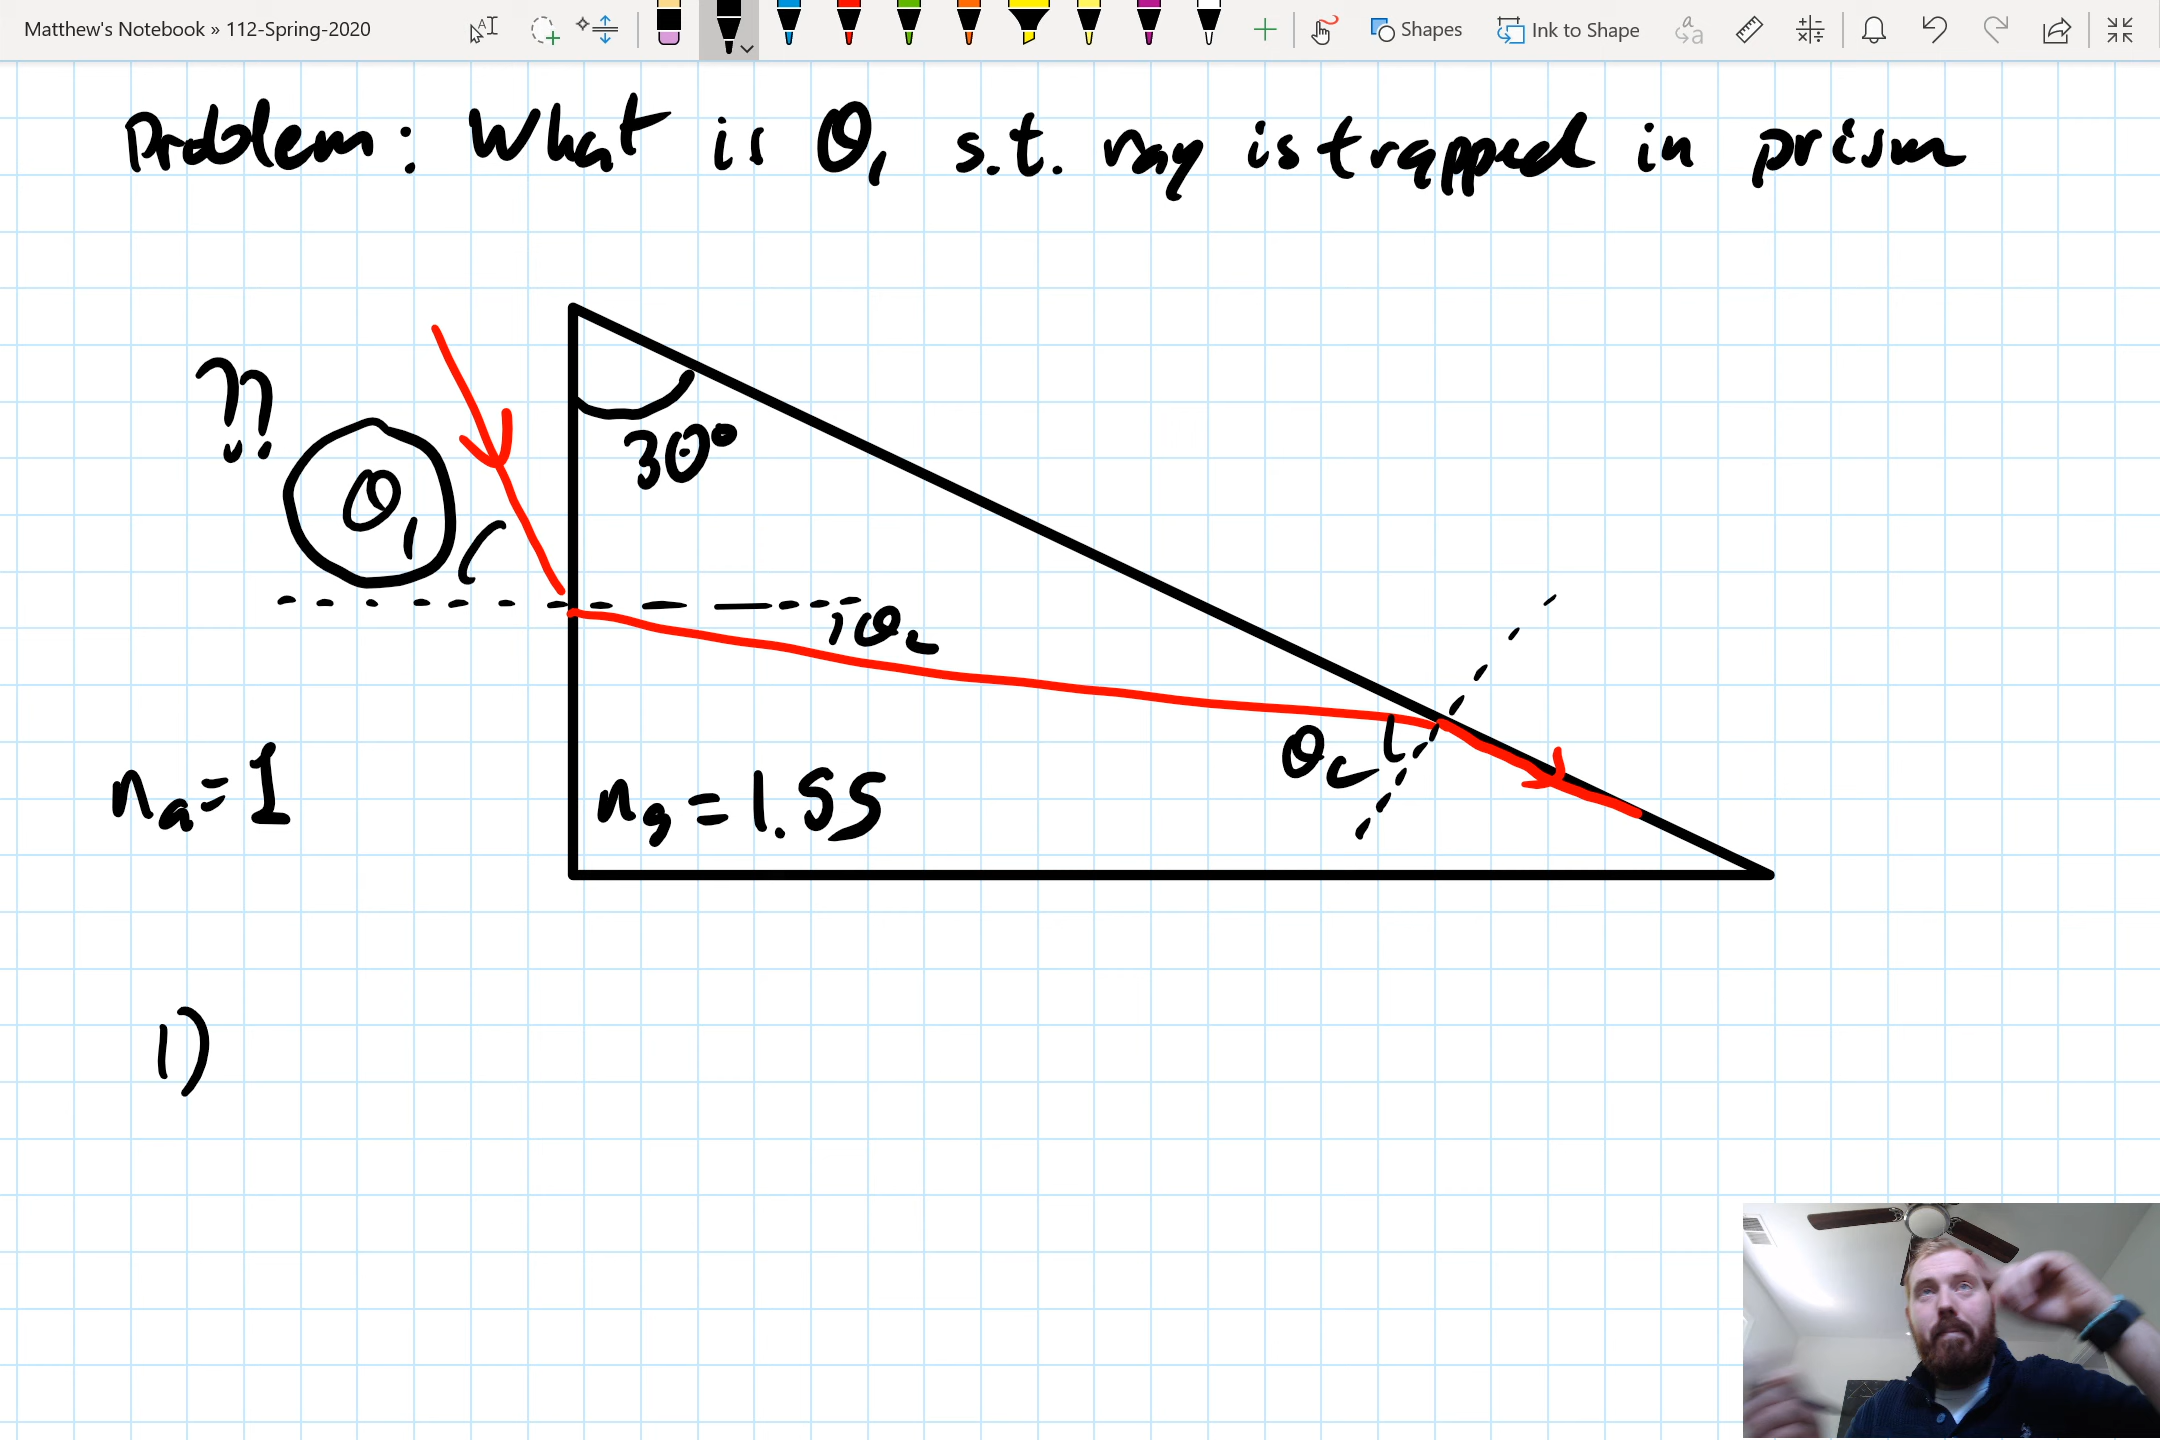 Matthew's Notebook » 112-Spring-2020
Shapes
Ink to Shape
Problem: What is θ₁ s.t. ray is trapped in prism
??
θ₁
30°
θ₂
θc
nₐ = 1
n_g = 1.55
1)